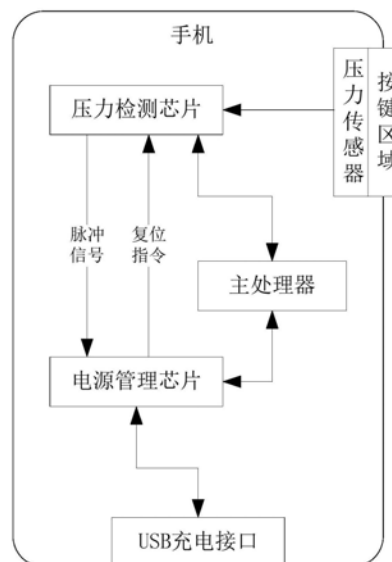 手机
压力检测芯片
压力传感器
按键区域
脉冲
信号
复位
指令
主处理器
电源管理芯片
USB充电接口